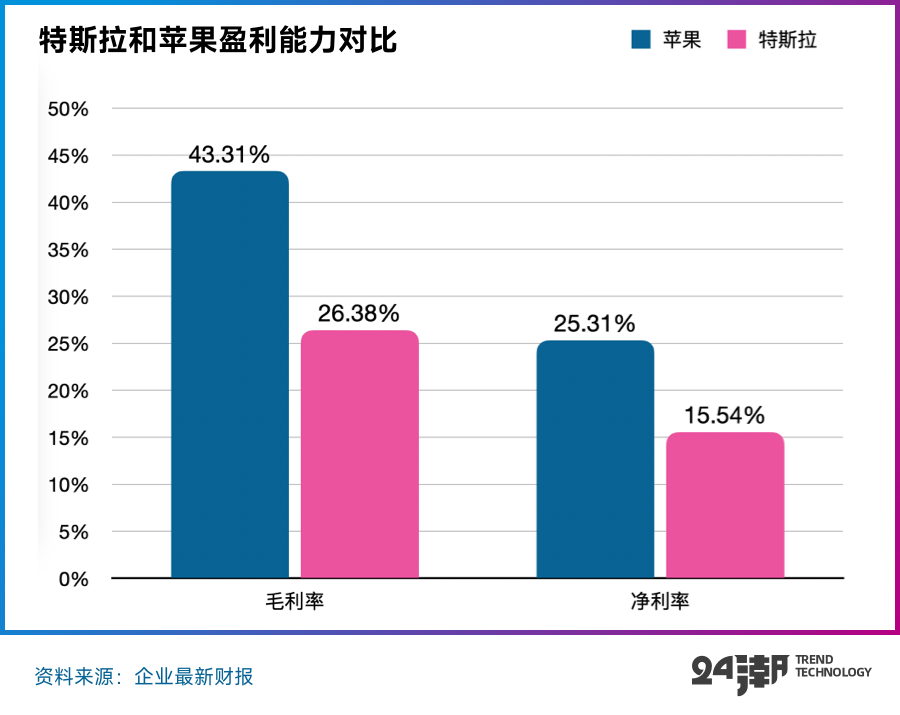 特斯拉和苹果盈利能力对比
苹果 特斯拉
50%
45%
40%
35%
30%
25%
20%
15%
10%
5%
0%
43.31%
26.38%
25.31%
15.54%
毛利率 净利率
资料来源：企业最新财报
24潮 TREND
TECHNOLOGY